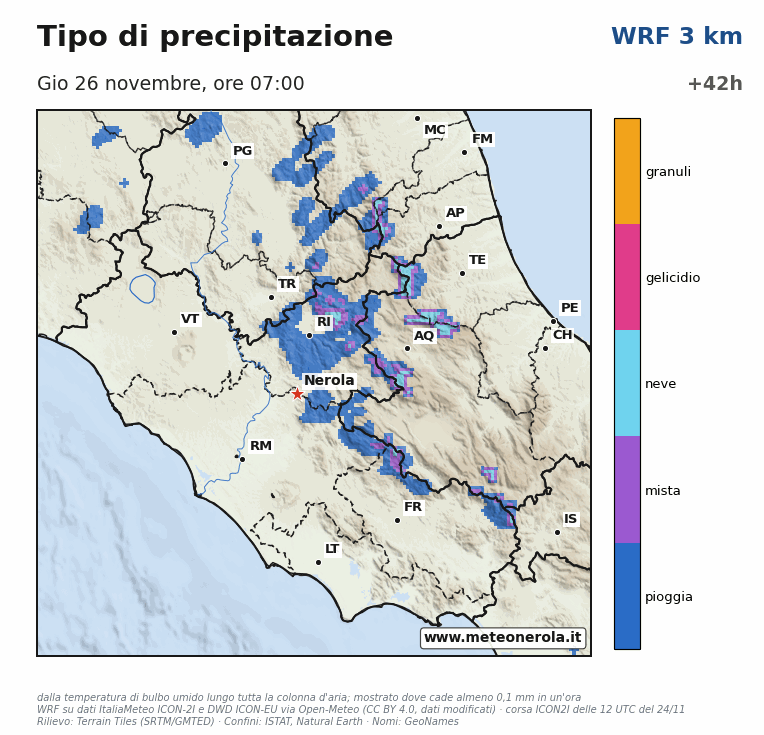 Tipo di precipitazione
WRF 3 km
Gio 26 novembre, ore 07:00
+42h
MC
FM
PG
AP
TE
TR
PE
VT
RI
CH
AQ
Nerola
RM
FR
IS
LT
www.meteonerola.it
granuli
gelicidio
neve
mista
pioggia
dalla temperatura di bulbo umido lungo tutta la colonna d'aria; mostrato dove cade almeno 0,1 mm in un'ora
WRF su dati ItaliaMeteo ICON-2I e DWD ICON-EU via Open-Meteo (CC BY 4.0, dati modificati) · corsa ICON2I delle 12 UTC del 24/11
Rilievo: Terrain Tiles (SRTM/GMTED) · Confini: ISTAT, Natural Earth · Nomi: GeoNames